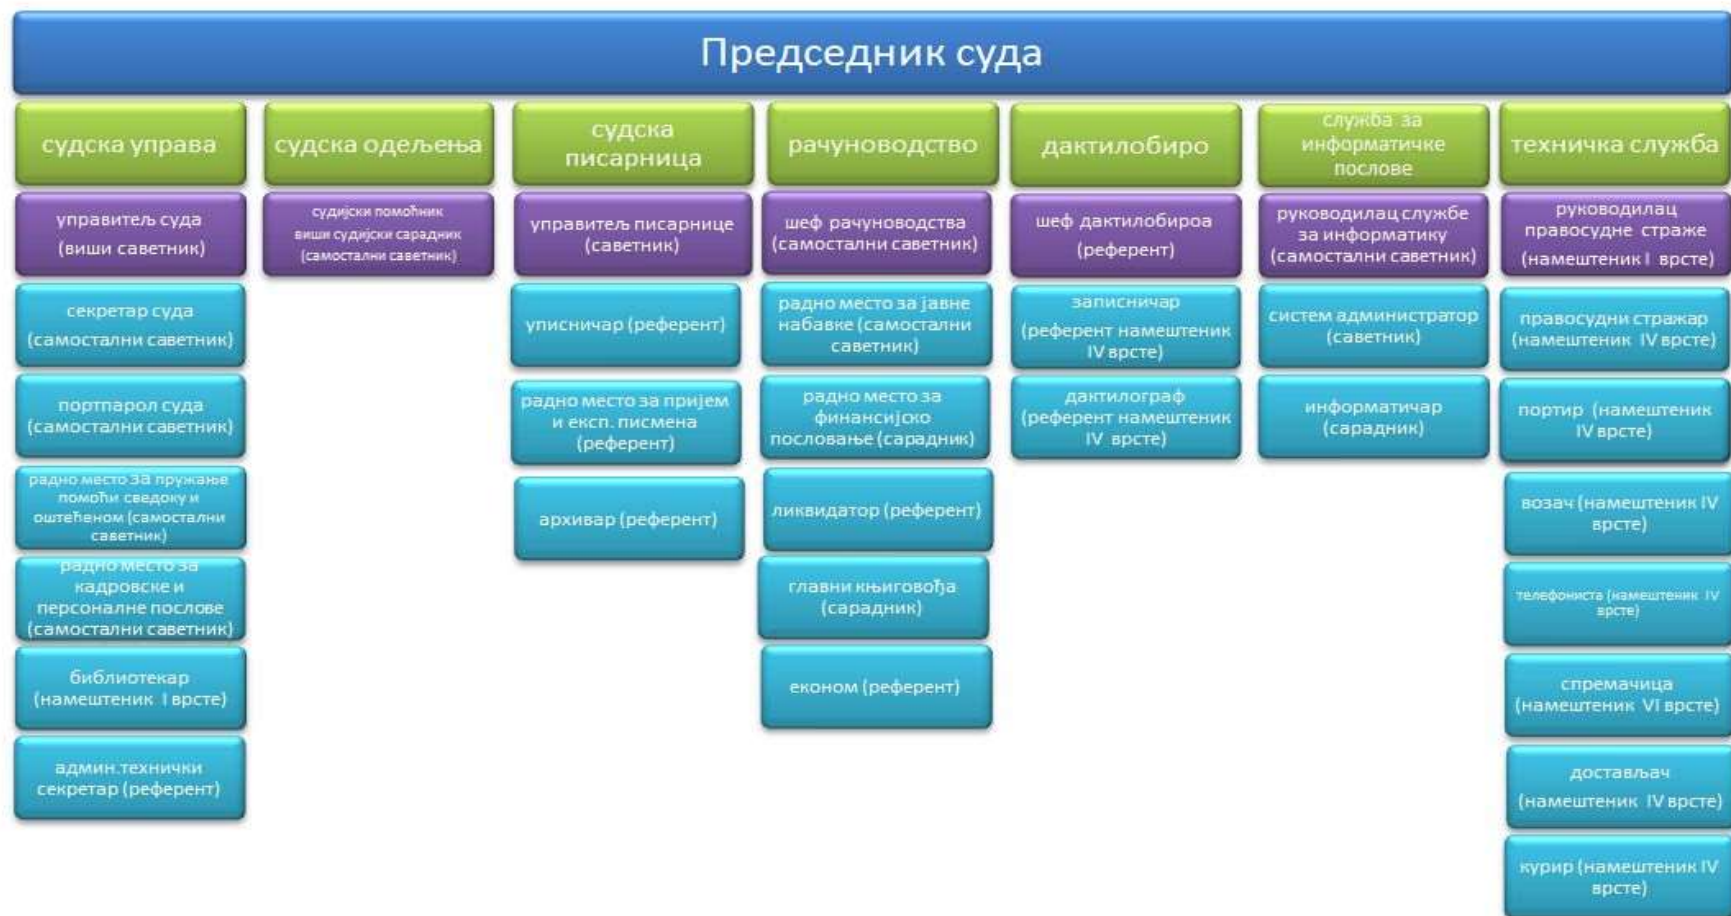 Председник суда
судска управа
управитељ суда
(виши саветник)
секретар суда
(самостални саветник)
портпарол суда
(самостални саветник)
радно место за пружање
помоћи сведоку и
оштећеном (самостални
саветник)
радно место за
кадровске и
персоналне послове
(самостални саветник)
библиотекар
(намештеник I врсте)
админ.технички
секретар (референт)
судска одељења
судијски помоћник
виши судијски сарадник
(самостални саветник)
судска
писарница
управитељ писарнице
(саветник)
уписничар (референт)
радно место за пријем
и експ. писмена
(референт)
архивар (референт)
рачуноводство
шеф рачуноводства
(самостални саветник)
радно место за јавне
набавке (самостални
саветник)
радно место за
финансијско
пословање (сарадник)
ликвидатор (референт)
главни књиговођа
(сарадник)
економ (референт)
дактилобиро
шеф дактилобироа
(референт)
записничар
(референт намештеник
IV врсте)
дактилограф
(референт намештеник
IV врсте)
служба за
информатичке
послове
руководилац службе
за информатику
(самостални саветник)
систем администратор
(саветник)
информатичар
(сарадник)
техничка служба
руководилац
правосудне страже
(намештеник I врсте)
правосудни стражар
(намештеник IV врсте)
портир (намештеник
IV врсте)
возач (намештеник IV
врсте)
телефониста (намештеник IV
врсте)
спремачица
(намештеник VI врсте)
достављач
(намештеник IV врсте)
курир (намештеник IV
врсте)